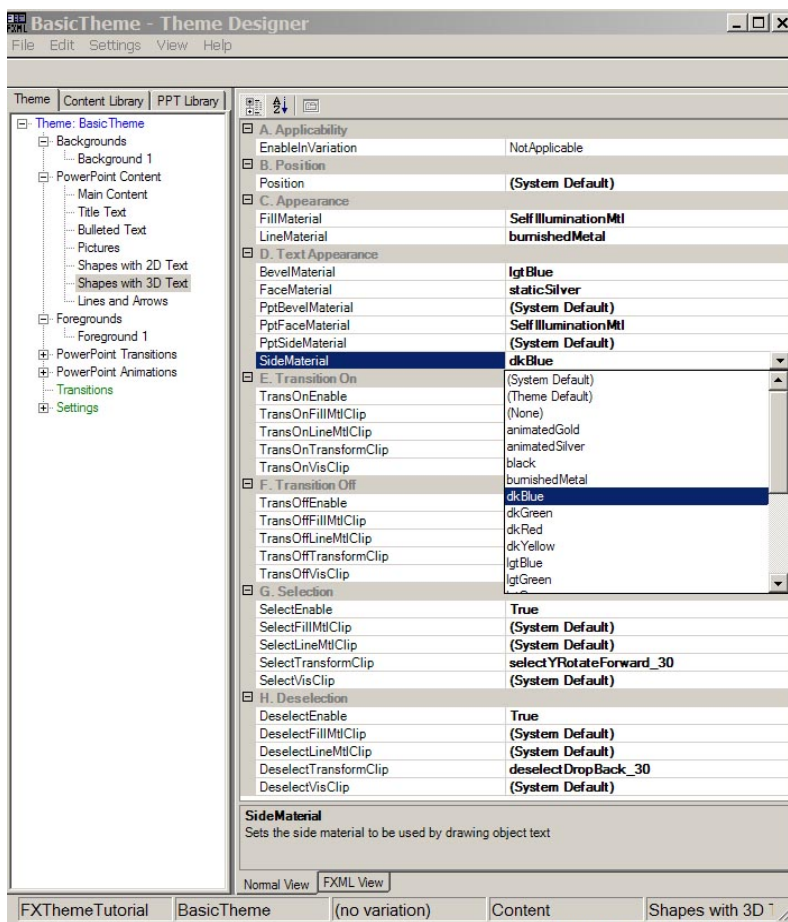 BasicTheme - Theme Designer
File Edit Settings View Help
Theme Content Library PPT Library
Theme: BasicTheme
Backgrounds
Background 1
PowerPoint Content
Main Content
Title Text
Bulleted Text
Pictures
Shapes with 2D Text
Shapes with 3D Text
Lines and Arrows
Foregrounds
Foreground 1
PowerPoint Transitions
PowerPoint Animations
Transitions
Settings
A. Applicability
EnableInVariation NotApplicable
B. Position
Position (System Default)
C. Appearance
FillMaterial SelfIlluminationMtl
LineMaterial burnishedMetal
D. Text Appearance
BevelMaterial lgtBlue
FaceMaterial staticSilver
PptBevelMaterial (System Default)
PptFaceMaterial SelfIlluminationMtl
PptSideMaterial (System Default)
SideMaterial dkBlue
E. Transition On
TransOnEnable
TransOnFillMtlClip
TransOnLineMtlClip
TransOnTransformClip
TransOnVisClip
F. Transition Off
TransOffEnable
TransOffFillMtlClip
TransOffLineMtlClip
TransOffTransformClip
TransOffVisClip
(System Default)
(Theme Default)
(None)
animatedGold
animatedSilver
black
burnishedMetal
dkBlue
dkGreen
dkRed
dkYellow
lgtBlue
lgtGreen
G. Selection
SelectEnable True
SelectFillMtlClip (System Default)
SelectLineMtlClip (System Default)
SelectTransformClip selectYRotateForward_30
SelectVisClip (System Default)
H. Deselection
DeselectEnable True
DeselectFillMtlClip (System Default)
DeselectLineMtlClip (System Default)
DeselectTransformClip deselectDropBack_30
DeselectVisClip (System Default)
SideMaterial
Sets the side material to be used by drawing object text
Normal View FXML View
FXThemeTutorial BasicTheme (no variation) Content Shapes with 3D